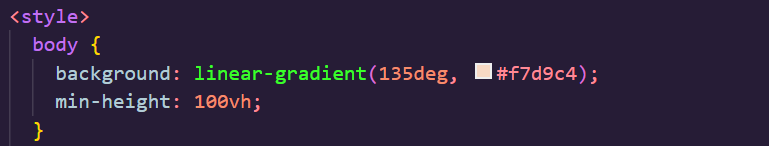 <style>
body {
background: linear-gradient(135deg, #f7d9c4);
min-height: 100vh;
}